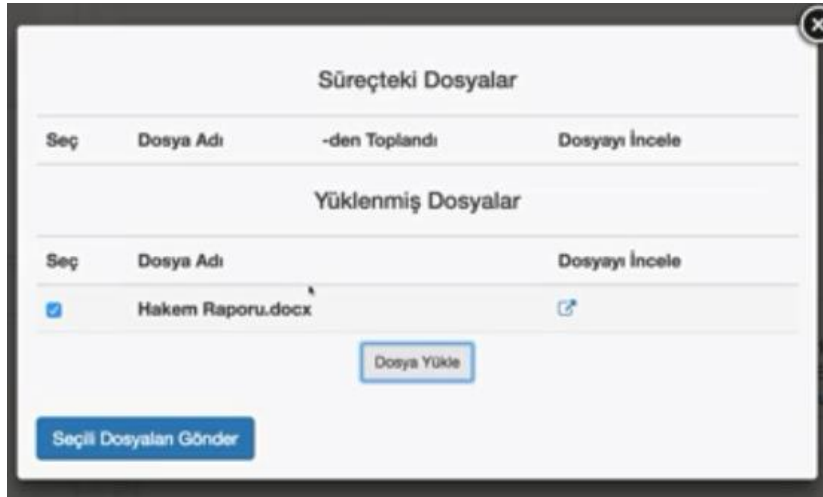 Süreçteki Dosyalar
Seç Dosya Adı -den Toplandı Dosyayı İncele
Yüklenmiş Dosyalar
Seç Dosya Adı Dosyayı İncele
Hakem Raporu.docx
Dosya Yükle
Seçili Dosyaları Gönder